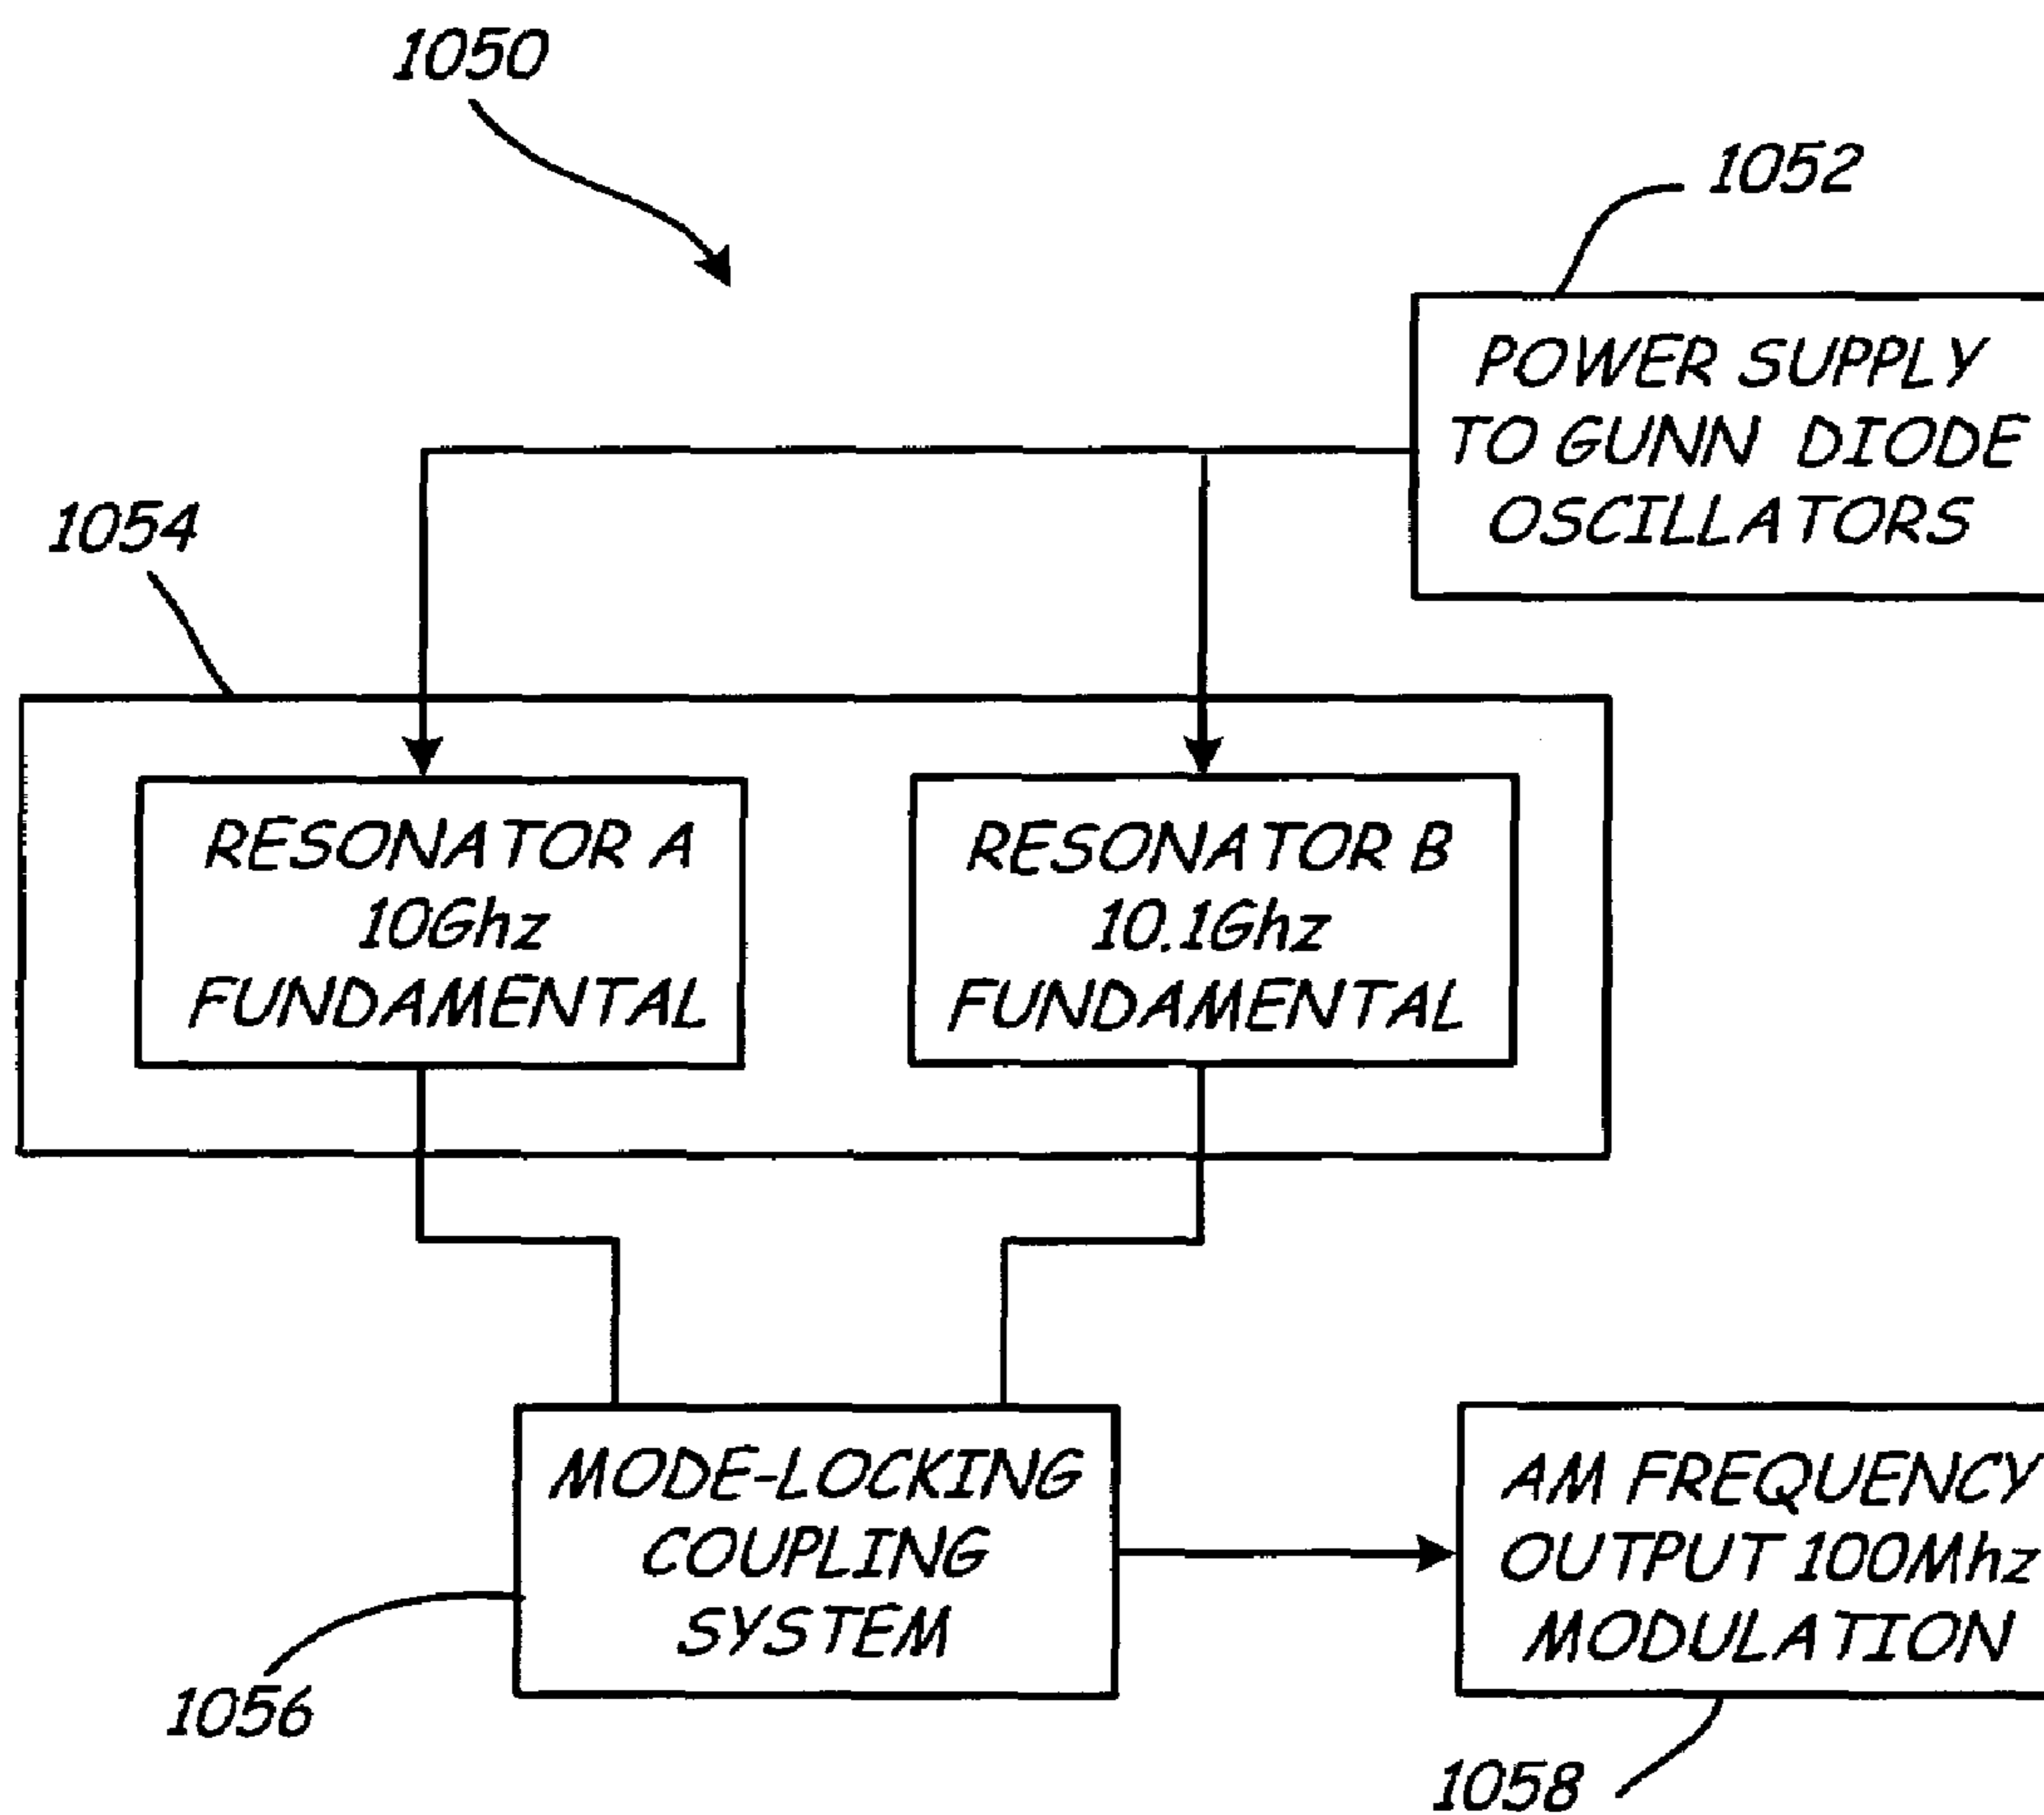 1050
1052
POWER SUPPLY
TO GUNN DIODE
OSCILLATORS
1054
RESONATOR A
10Ghz
FUNDAMENTAL
RESONATOR B
10.1Ghz
FUNDAMENTAL
MODE-LOCKING
COUPLING
SYSTEM
1056
AM FREQUENCY
OUTPUT 100Mhz
MODULATION
1058